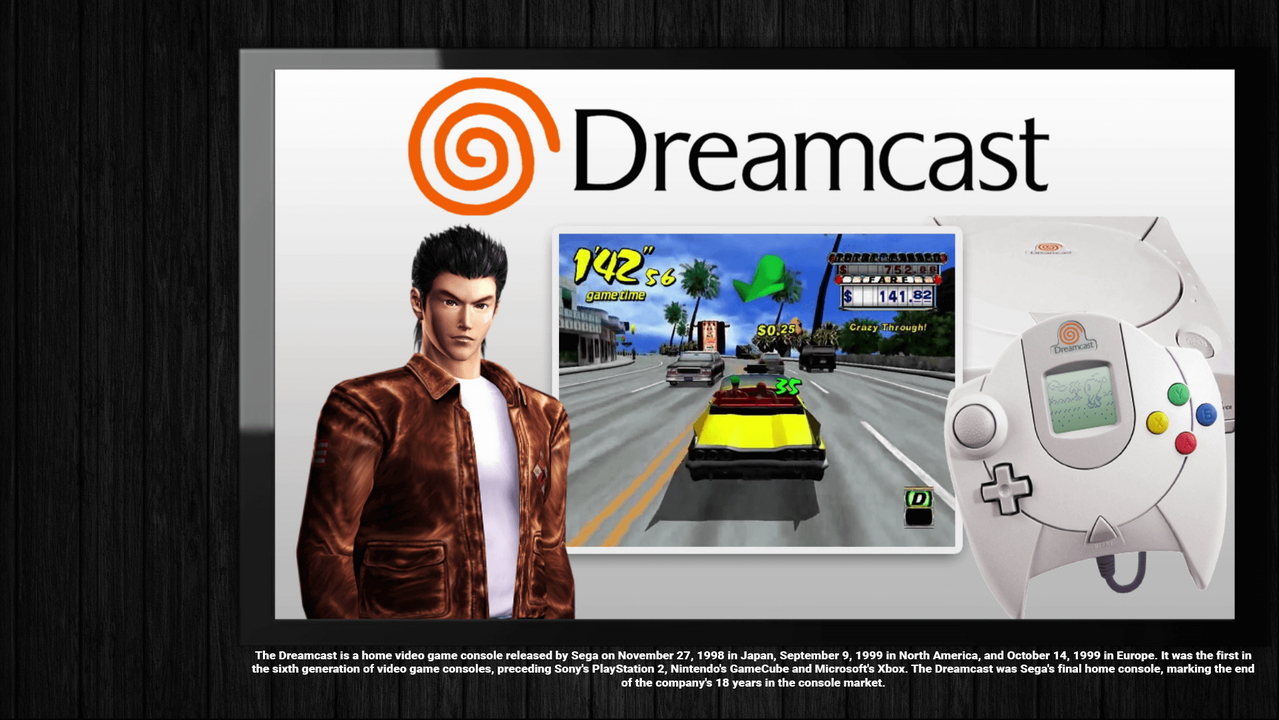 Dreamcast
1'42"56
game time
$ 752.00
FARE
$ 141.82
$0.25
Crazy Through!
35
D
Dreamcast
Dreamcast
Y
X
B
A
The Dreamcast is a home video game console released by Sega on November 27, 1998 in Japan, September 9, 1999 in North America, and October 14, 1999 in Europe. It was the first in
the sixth generation of video game consoles, preceding Sony's PlayStation 2, Nintendo's GameCube and Microsoft's Xbox. The Dreamcast was Sega's final home console, marking the end
of the company's 18 years in the console market.